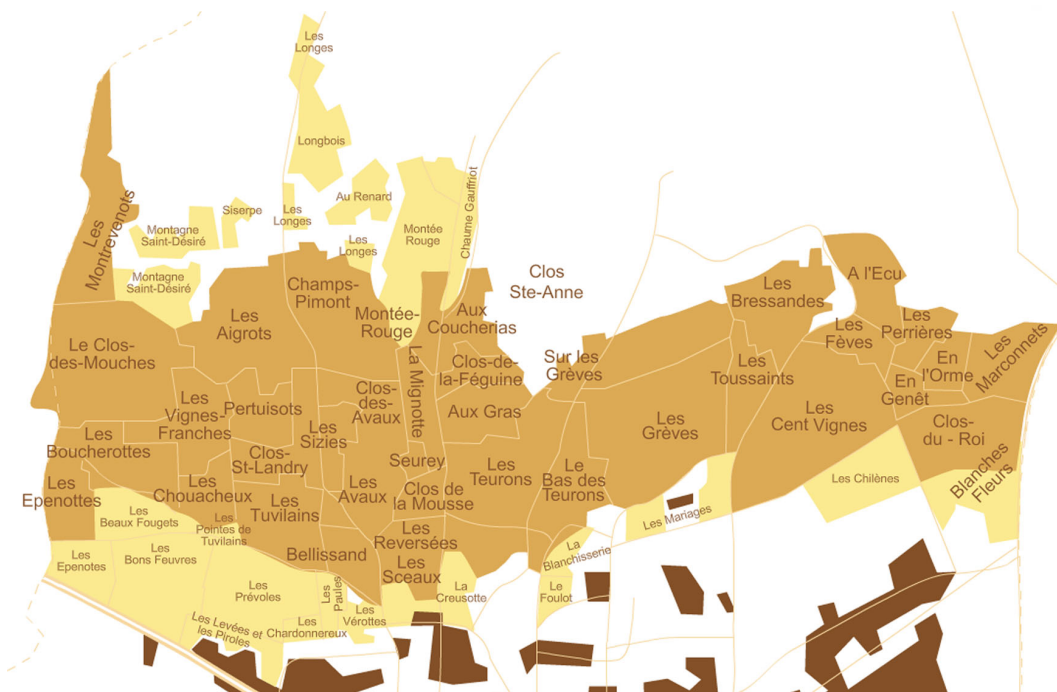 Les
Longes
Longbois
Au Renard
Siserpe
Les
Longes
Montagne
Saint-Désiré
Montée
Rouge
Chaume Gauffriot
Les
Longes
Les
Montrevenots
Montagne
Saint-Désiré
Clos
Ste-Anne
A l'Ecu
Champs-
Pimont
Les
Bressandes
Les
Aigrots
Montée-
Rouge
Aux
Coucherias
Les
Perrières
Les
Fèves
Les
Marconnets
Le Clos-
des-Mouches
La Mignotte
Clos-de-
la-Féguine
Sur les
Grèves
Les
Toussaints
En
l'Orme
En
Genêt
Les
Vignes-
Franches
Pertuisots
Clos-
des-
Avaux
Aux Gras
Les
Grèves
Les
Cent Vignes
Clos-
du - Roi
Les
Boucherottes
Les
Sizies
Clos-
St-Landry
Seurey
Les
Teurons
Le
Bas des
Teurons
Blanches
Fleurs
Les
Epenottes
Les
Chouacheux
Les
Tuvilains
Les
Avaux
Clos de
la Mousse
Les Chilènes
Les
Beaux Fougets
Les
Pointes de
Tuvilains
Les Mariages
Les
Reversées
Bellissand
La
Blanchisserie
Les
Epenotes
Les
Bons Feuvres
Les
Sceaux
Les
Prévoles
Les
Paules
La
Creusotte
Le
Foulot
Les
Vérottes
Les
Chardonnereux
Les Levées et
les Piroles